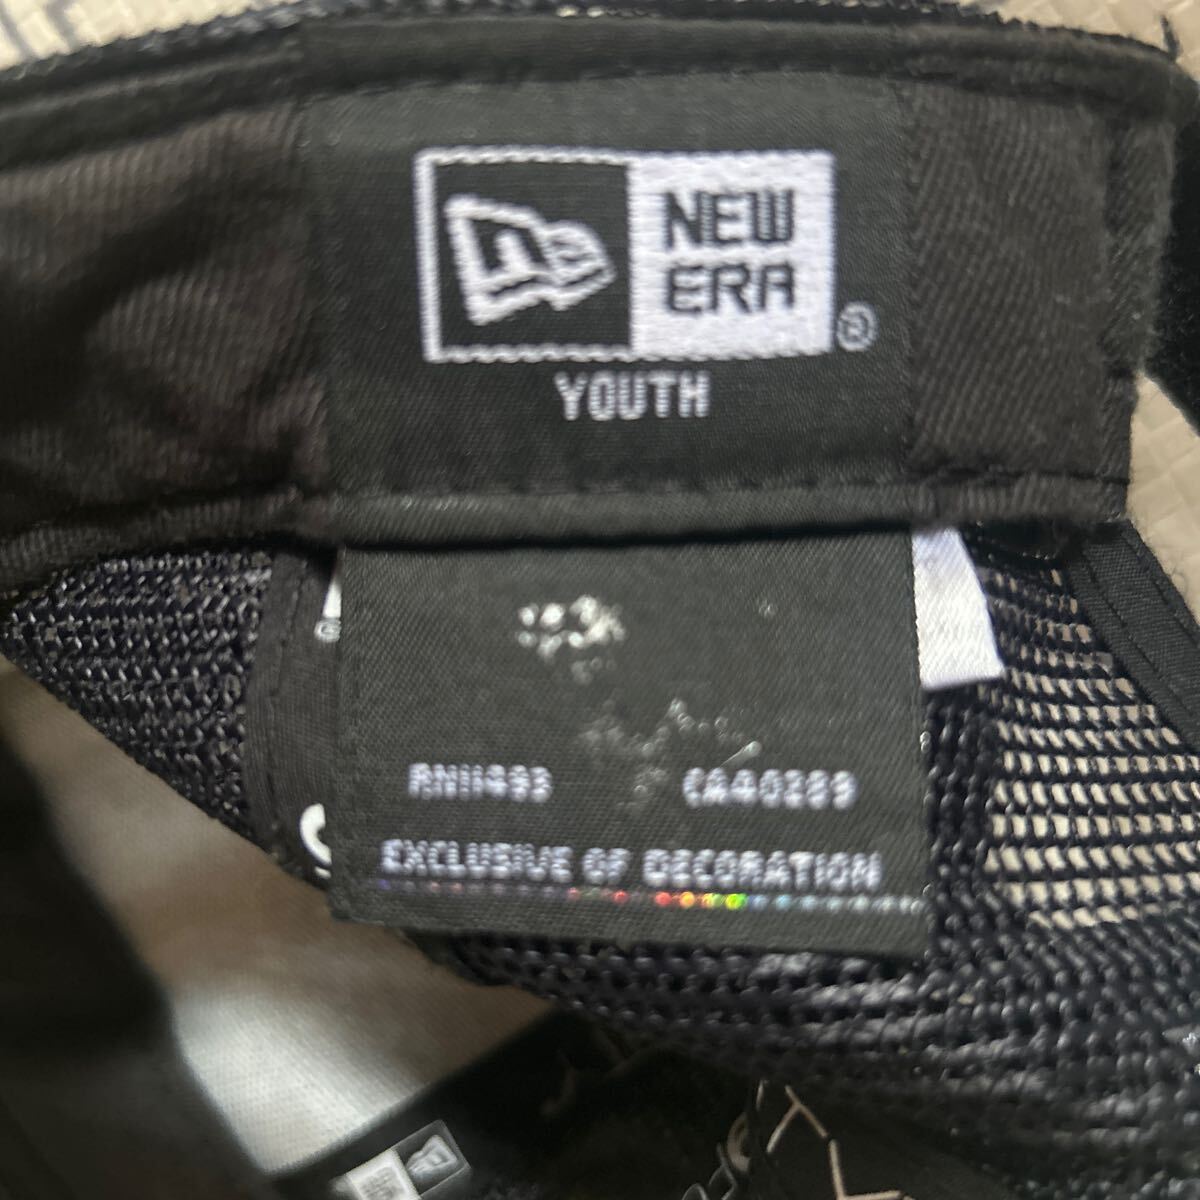 NEW
ERA
®
YOUTH
RN11493 CA40289
EXCLUSIVE OF DECORATION